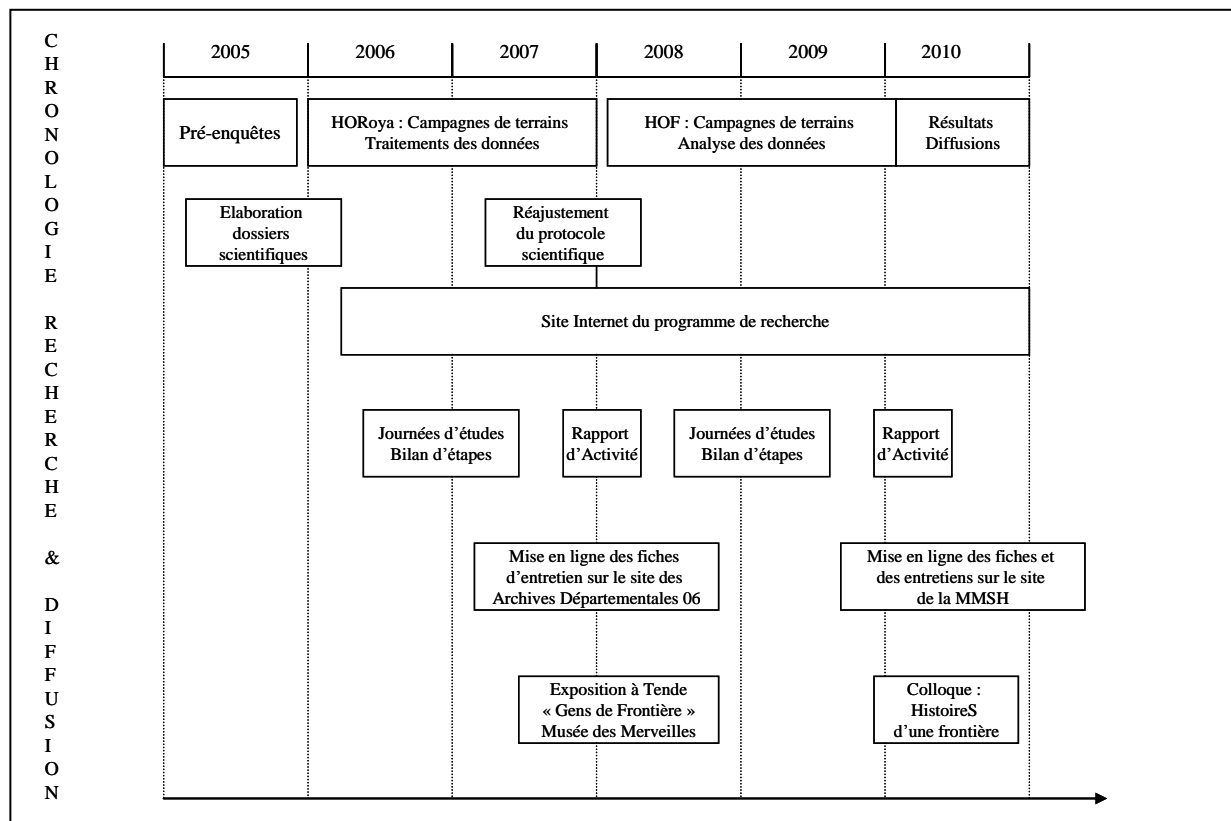 CHRONOLOGIE RECHERCHE & DIFFUSION
2005 2006 2007 2008 2009 2010
Pré-enquêtes
HORoya : Campagnes de terrains
Traitements des données
HOF : Campagnes de terrains
Analyse des données
Résultats
Diffusions
Elaboration
dossiers
scientifiques
Réajustement
du protocole
scientifique
Site Internet du programme de recherche
Journées d’études
Bilan d’étapes
Rapport
d’Activité
Journées d’études
Bilan d’étapes
Rapport
d’Activité
Mise en ligne des fiches
d’entretien sur le site des
Archives Départementales 06
Mise en ligne des fiches et
des entretiens sur le site
de la MMSH
Exposition à Tende
« Gens de Frontière »
Musée des Merveilles
Colloque :
HistoireS
d’une frontière